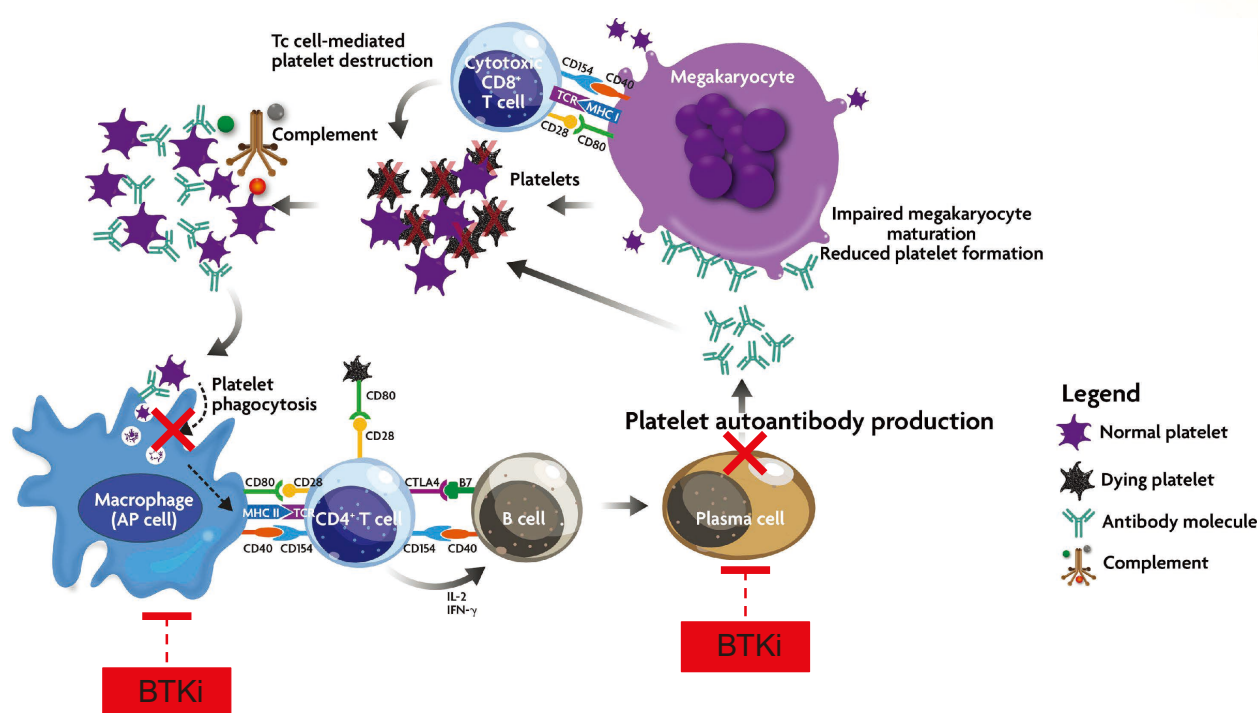 Tc cell-mediated
platelet destruction
Cytotoxic
CD8⁺
T cell
CD154
CD40
TCR
MHC I
CD28
CD80
Megakaryocyte
Complement
Platelets
Impaired megakaryocyte
maturation
Reduced platelet formation
Platelet
phagocytosis
CD80
CD28
Macrophage
(AP cell)
CD80
CD28
MHC II
TCR
CD40
CD154
CD4⁺ T cell
CTLA4
B7
CD154
CD40
IL-2
IFN-γ
B cell
Platelet autoantibody production
Plasma cell
BTKi
BTKi
Legend
Normal platelet
Dying platelet
Antibody molecule
Complement